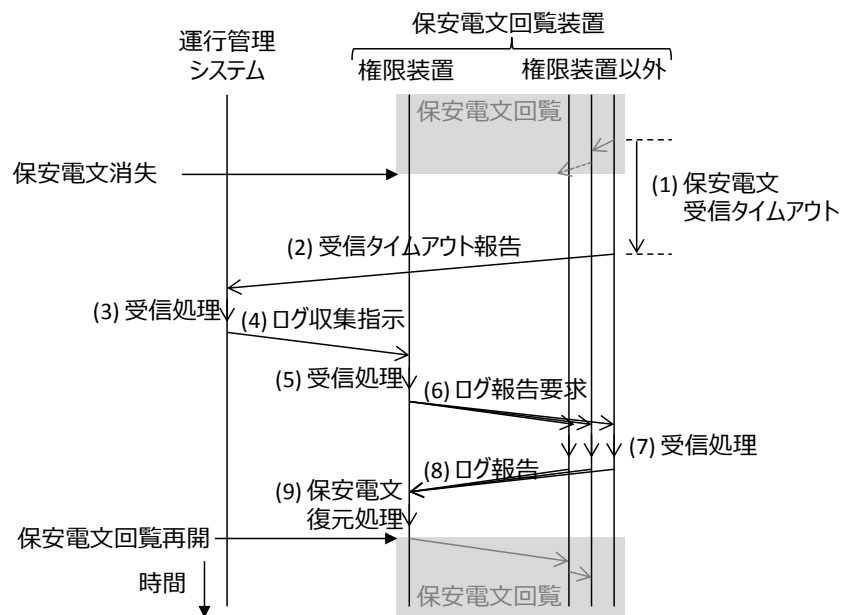 保安電文回覧装置
運行管理
システム
権限装置
権限装置以外
保安電文回覧
保安電文消失
(1) 保安電文
受信タイムアウト
(2) 受信タイムアウト報告
(3) 受信処理
(4) ログ収集指示
(5) 受信処理
(6) ログ報告要求
(7) 受信処理
(8) ログ報告
(9) 保安電文
復元処理
保安電文回覧再開
時間
保安電文回覧